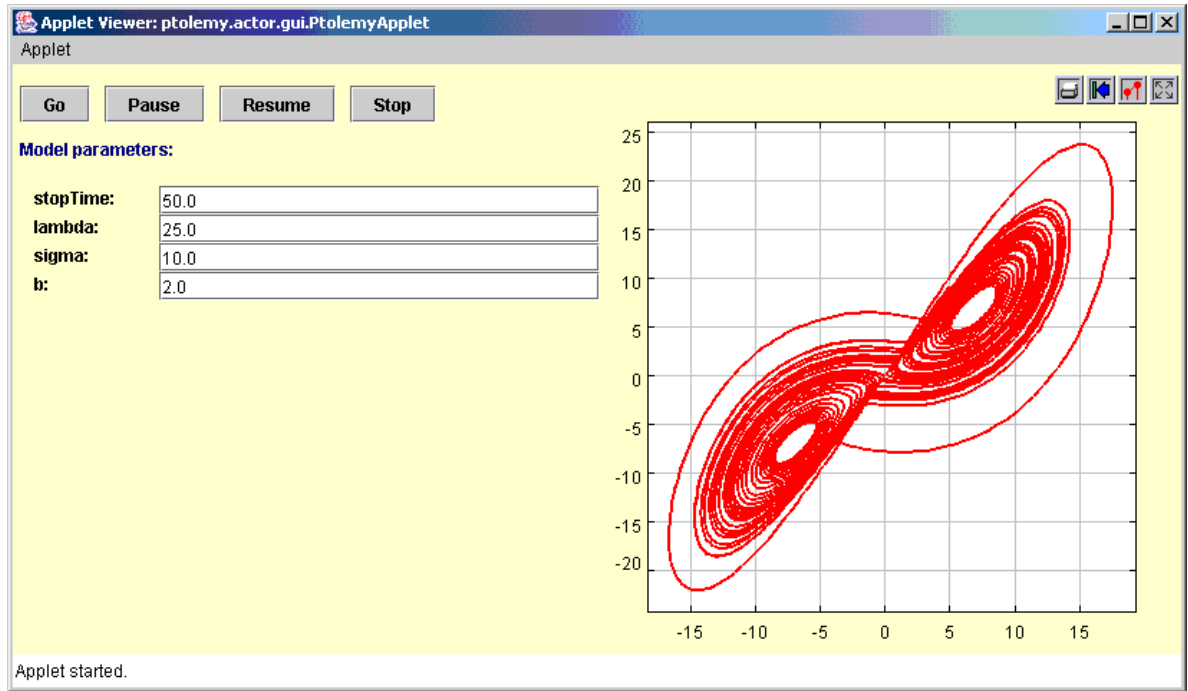 Applet Viewer: ptolemy.actor.gui.PtolemyApplet
Applet
Go Pause Resume Stop
Model parameters:
stopTime: 50.0
lambda: 25.0
sigma: 10.0
b: 2.0
25
20
15
10
5
0
-5
-10
-15
-20
-15 -10 -5 0 5 10 15
Applet started.